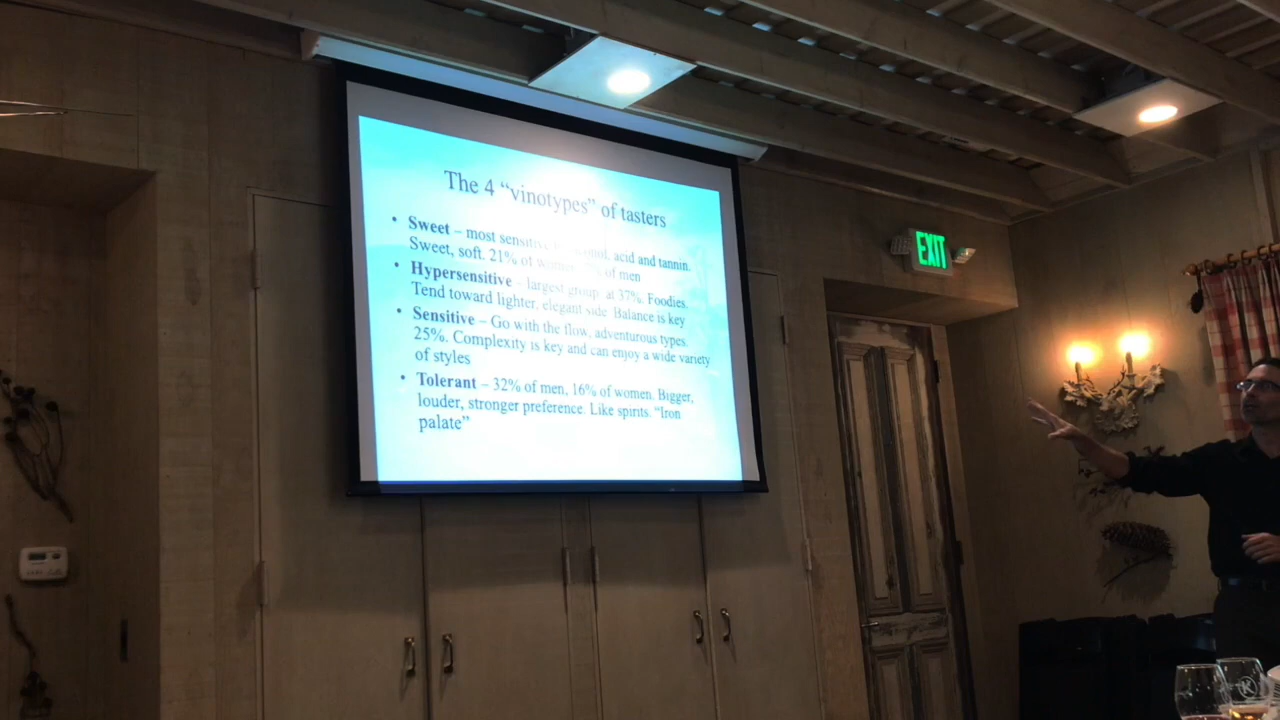 The 4 “vinotypes” of tasters
• Sweet – most sensitive acid and tannin.
Sweet, soft. 21% of of men
• Hypersensitive – largest group at 37%. Foodies.
Tend toward lighter, elegant side. Balance is key
• Sensitive – Go with the flow, adventurous types.
25%. Complexity is key and can enjoy a wide variety
of styles
• Tolerant – 32% of men, 16% of women. Bigger,
louder, stronger preference. Like spirits. “Iron
palate”
EXIT
K